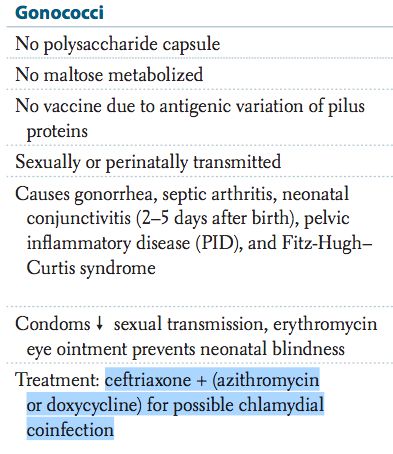 Gonococci
No polysaccharide capsule
No maltose metabolized
No vaccine due to antigenic variation of pilus
proteins
Sexually or perinatally transmitted
Causes gonorrhea, septic arthritis, neonatal
conjunctivitis (2–5 days after birth), pelvic
inflammatory disease (PID), and Fitz-Hugh–
Curtis syndrome
Condoms ↓ sexual transmission, erythromycin
eye ointment prevents neonatal blindness
Treatment: ceftriaxone + (azithromycin
or doxycycline) for possible chlamydial
coinfection